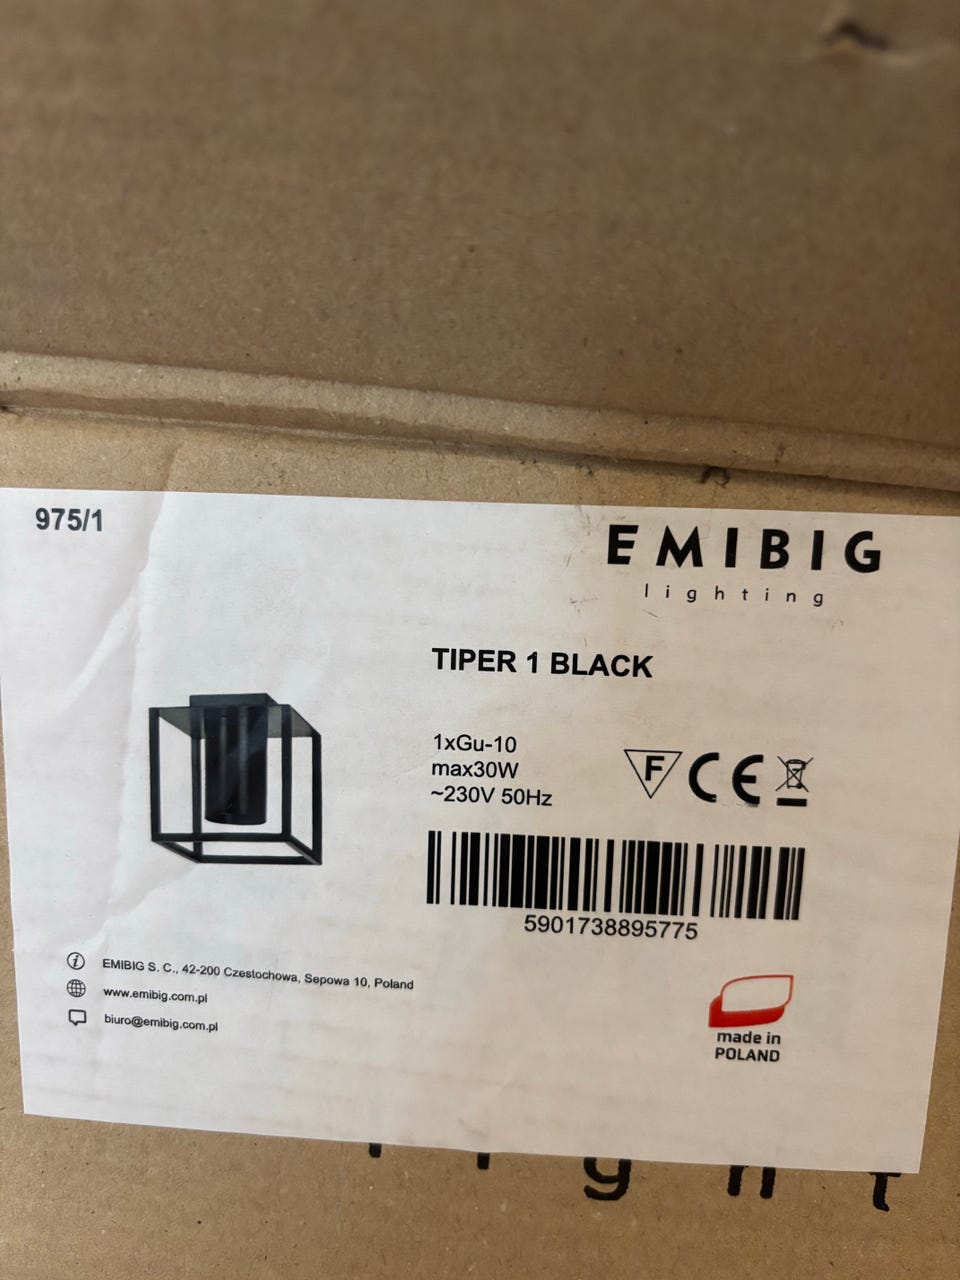 975/1
EMIBIG
lighting
TIPER 1 BLACK
1xGu-10
max30W
~230V 50Hz
F CE
5901738895775
EMIBIG S. C., 42-200 Czestochowa, Sepowa 10, Poland
www.emibig.com.pl
biuro@emibig.com.pl
made in
POLAND
light